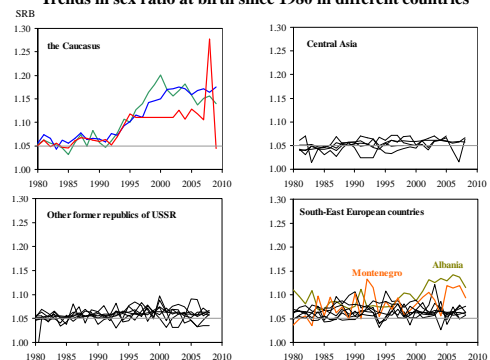 Trends in sex ratio at birth since 1980 in different countries
SRB
the Caucasus
1.30
1.25
1.20
1.15
1.10
1.05
1.00
1980 1985 1990 1995 2000 2005 2010
Central Asia
1.30
1.25
1.20
1.15
1.10
1.05
1.00
1980 1985 1990 1995 2000 2005 2010
Other former republics of USSR
1.30
1.25
1.20
1.15
1.10
1.05
1.00
1980 1985 1990 1995 2000 2005 2010
South-East European countries
Albania
Montenegro
1.30
1.25
1.20
1.15
1.10
1.05
1.00
1980 1985 1990 1995 2000 2005 2010